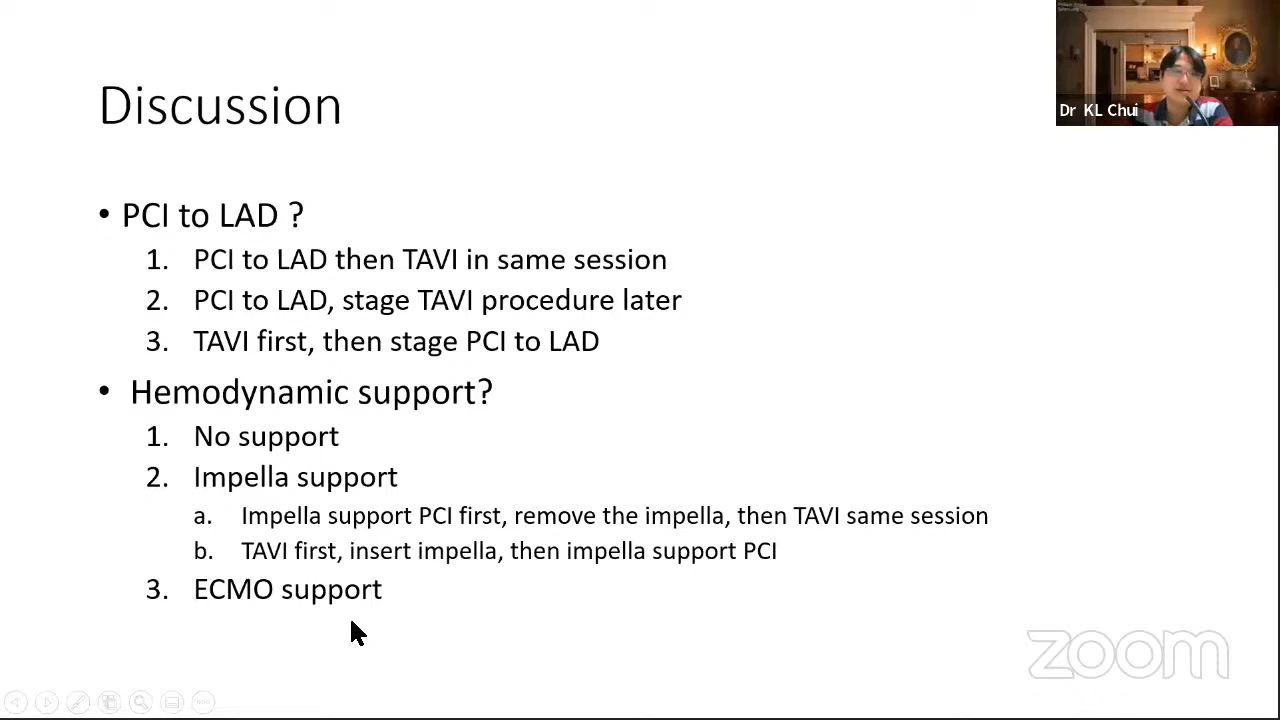 Discussion
Dr KL Chui
• PCI to LAD ?
1. PCI to LAD then TAVI in same session
2. PCI to LAD, stage TAVI procedure later
3. TAVI first, then stage PCI to LAD
• Hemodynamic support?
1. No support
2. Impella support
a. Impella support PCI first, remove the impella, then TAVI same session
b. TAVI first, insert impella, then impella support PCI
3. ECMO support
zoom